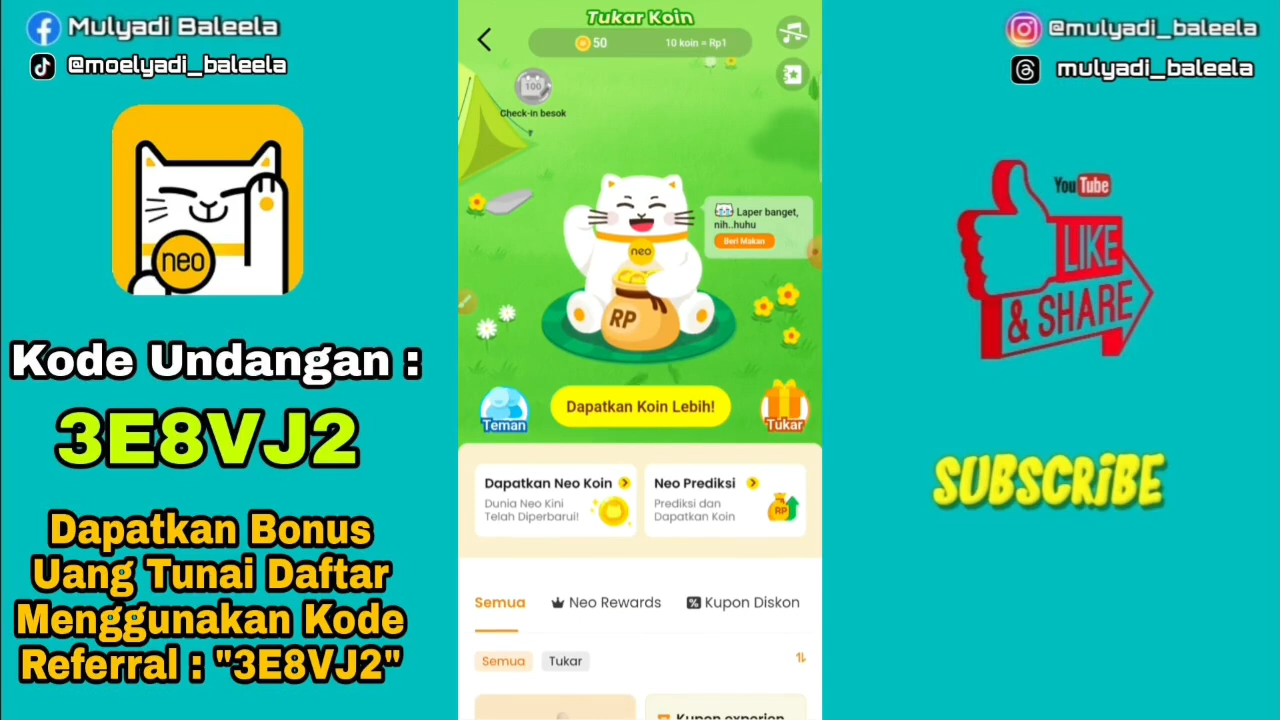 Mulyadi Baleela
@moelyadi_baleela
neo
Kode Undangan :
3E8VJ2
Dapatkan Bonus
Uang Tunai Daftar
Menggunakan Kode
Referral : "3E8VJ2"
Tukar Koin
50
10 koin = Rp1
100
Check-in besok
Laper banget,
nih..huhu
Beri Makan
neo
RP
Teman
Dapatkan Koin Lebih!
Tukar
Dapatkan Neo Koin
Dunia Neo Kini
Telah Diperbarui!
Neo Prediksi
Prediksi dan
Dapatkan Koin
RP
Semua
Neo Rewards
Kupon Diskon
Semua
Tukar
Kupon experien
@mulyadi_baleela
mulyadi_baleela
YouTube
LIKE
& SHARE
SUBSCRiBE